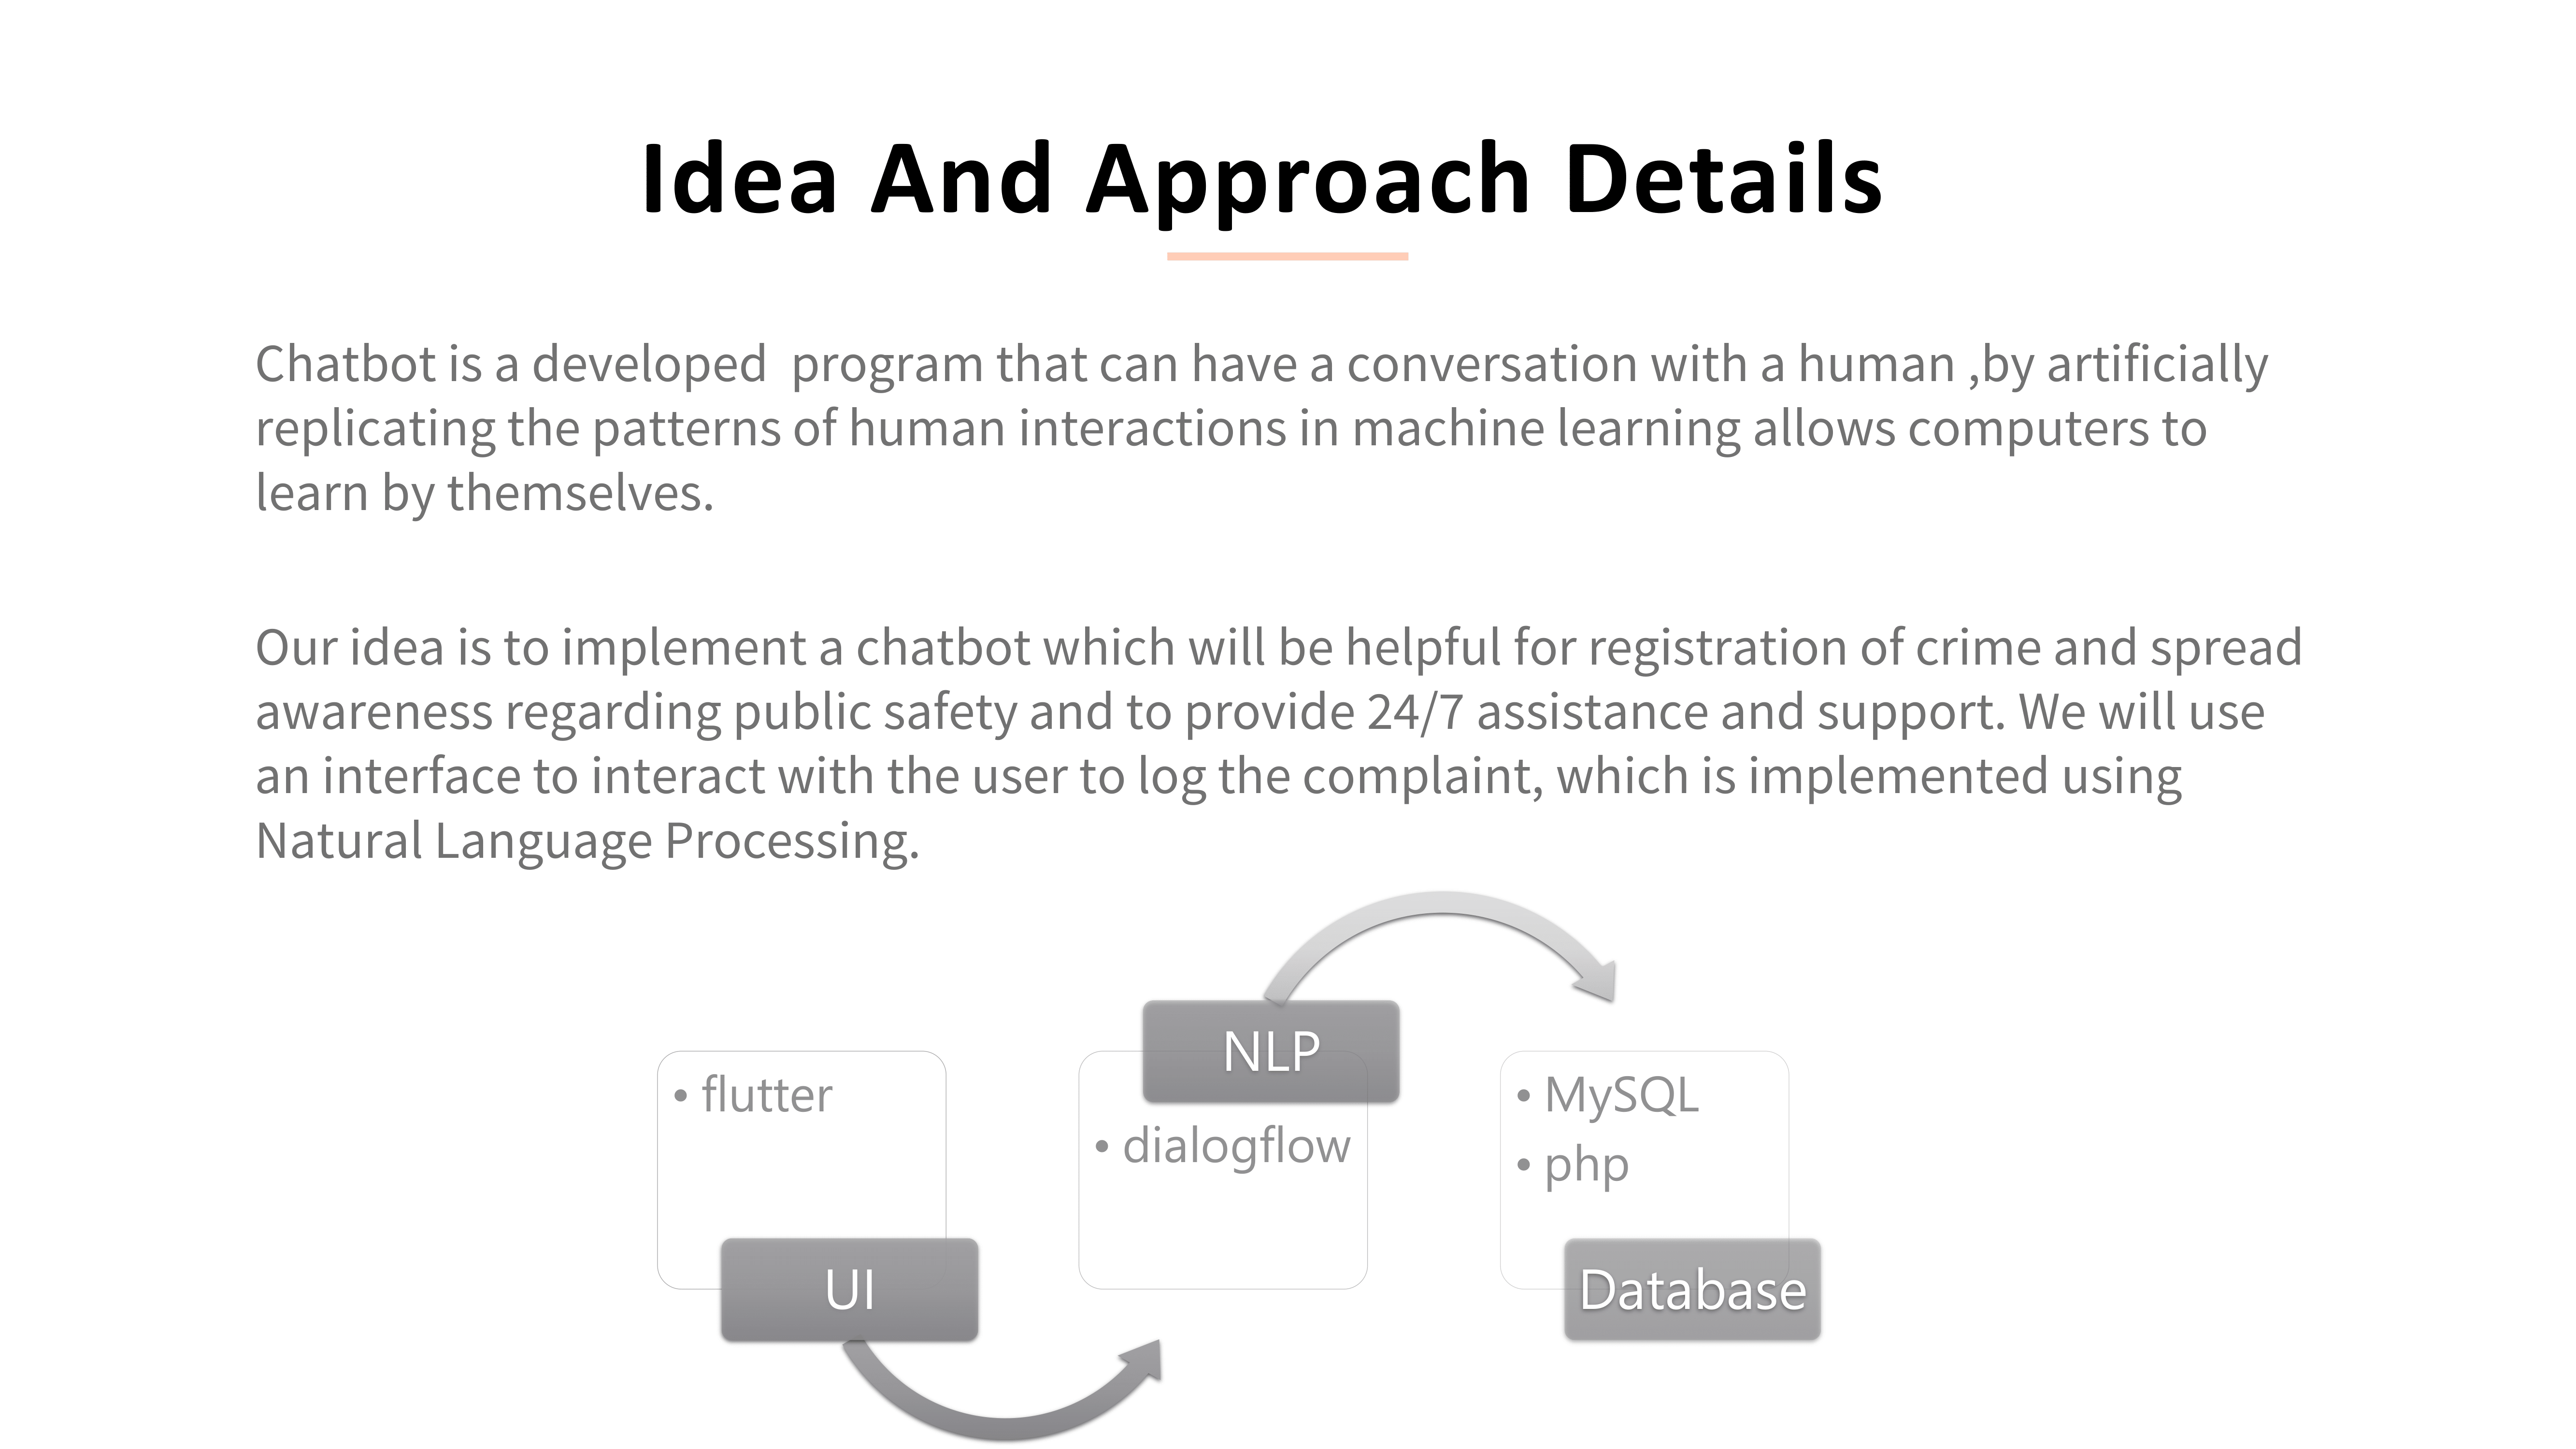 Idea And Approach Details
Chatbot is a developed  program that can have a conversation with a human ,by artificially
replicating the patterns of human interactions in machine learning allows computers to
learn by themselves.
Our idea is to implement a chatbot which will be helpful for registration of crime and spread
awareness regarding public safety and to provide 24/7 assistance and support. We will use
an interface to interact with the user to log the complaint, which is implemented using
Natural Language Processing.
• flutter
UI
NLP
• dialogflow
• MySQL
• php
Database